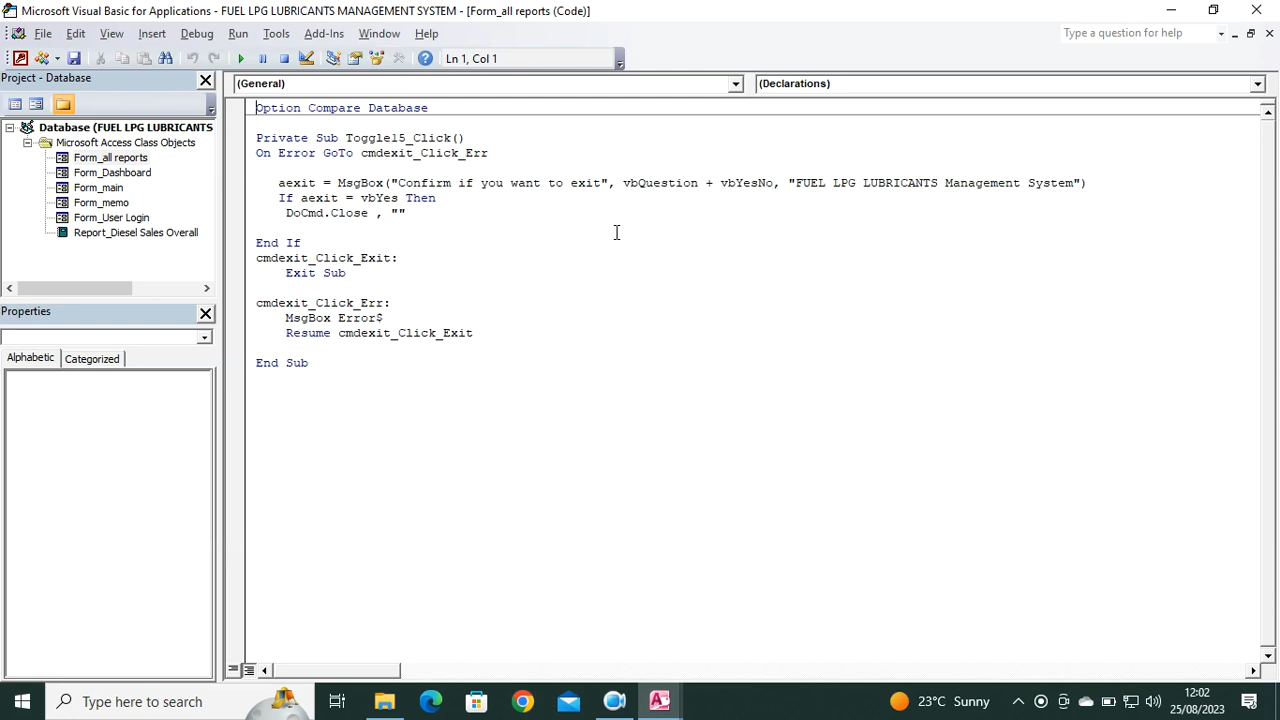 Microsoft Visual Basic for Applications - FUEL LPG LUBRICANTS MANAGEMENT SYSTEM - [Form_all reports (Code)]
File Edit View Insert Debug Run Tools Add-Ins Window Help
Type a question for help
Ln 1, Col 1
Project - Database
(General)
(Declarations)
Database (FUEL LPG LUBRICANTS
Microsoft Access Class Objects
Form_all reports
Form_Dashboard
Form_main
Form_memo
Form_User Login
Report_Diesel Sales Overall
Properties
Alphabetic Categorized
Option Compare Database
Private Sub Toggle15_Click()
On Error GoTo cmdexit_Click_Err
aexit = MsgBox("Confirm if you want to exit", vbQuestion + vbYesNo, "FUEL LPG LUBRICANTS Management System")
If aexit = vbYes Then
DoCmd.Close , ""
End If
cmdexit_Click_Exit:
Exit Sub
cmdexit_Click_Err:
MsgBox Error$
Resume cmdexit_Click_Exit
End Sub
Type here to search
23°C Sunny
12:02
25/08/2023